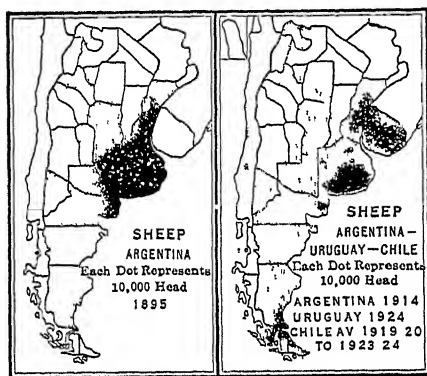 SHEEP
ARGENTINA
Each Dot Represents
10,000 Head
1895
SHEEP
ARGENTINA—
URUGUAY—CHILE
Each Dot Represents
10,000 Head
ARGENTINA 1914
URUGUAY 1924
CHILE AV 1919 20
TO 1923 24